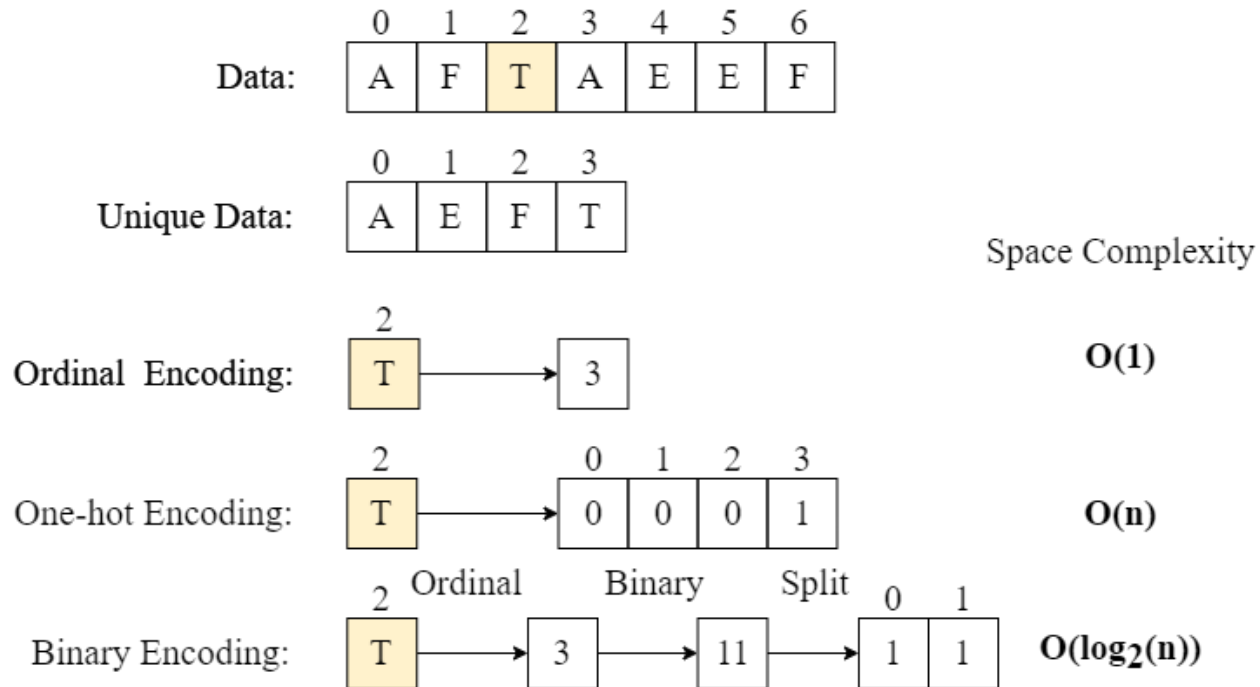 0 1 2 3 4 5 6
Data: A F T A E E F
0 1 2 3
Unique Data: A E F T
Space Complexity
2
Ordinal Encoding: T 3 O(1)
2 0 1 2 3
One-hot Encoding: T 0 0 0 1 O(n)
2 Ordinal Binary Split 0 1
Binary Encoding: T 3 11 1 1 O(log₂(n))